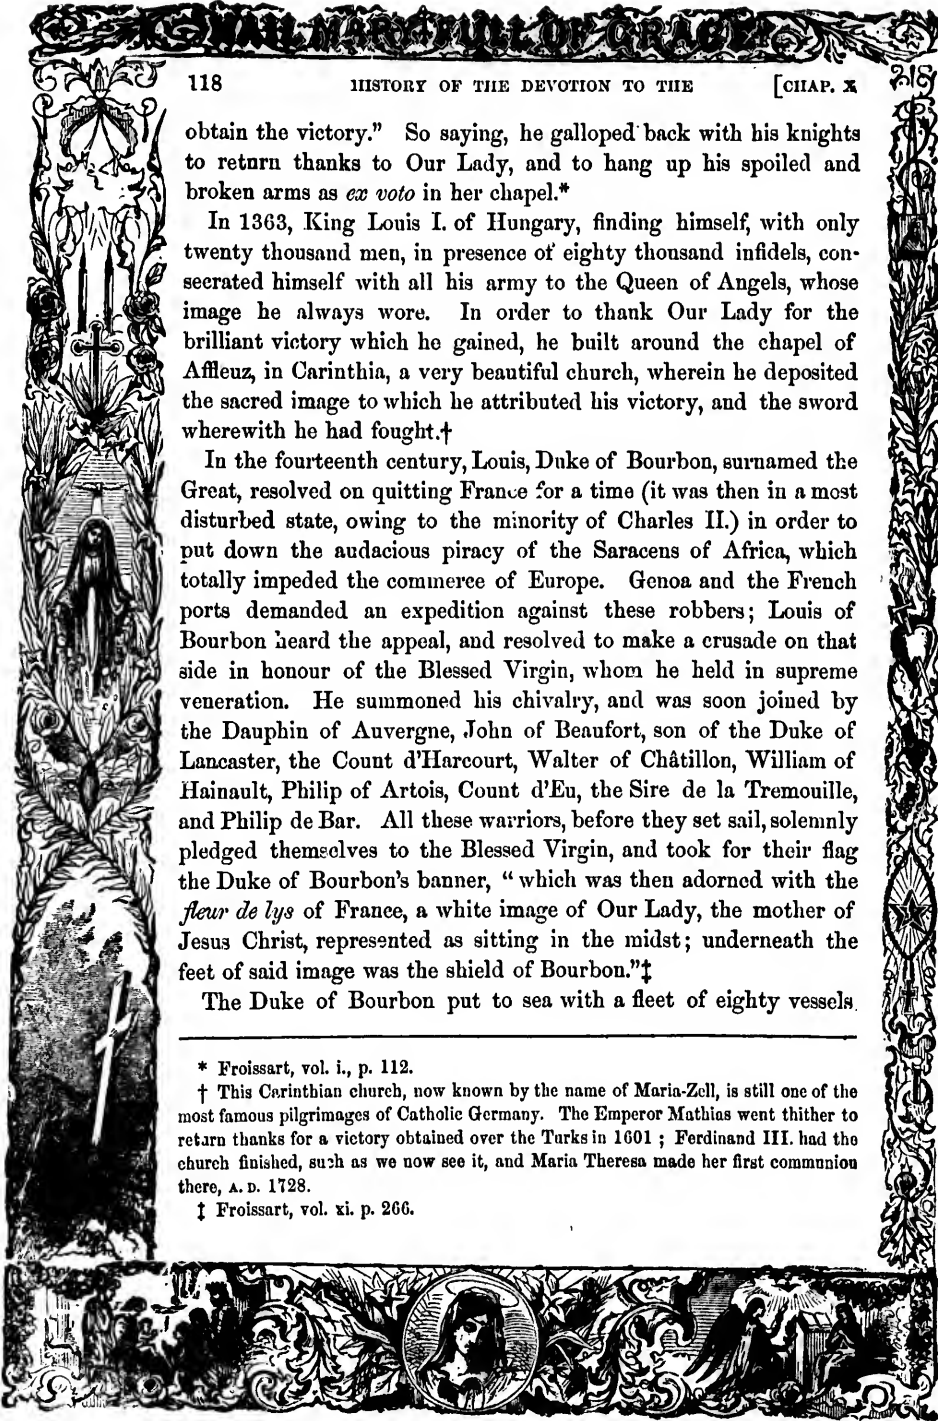 HAIL MARY FULL OF GRACE
118 HISTORY OF THE DEVOTION TO THE [CHAP. X
obtain the victory.” So saying, he galloped back with his knights
to return thanks to Our Lady, and to hang up his spoiled and
broken arms as ex voto in her chapel.*
In 1363, King Louis I. of Hungary, finding himself, with only
twenty thousand men, in presence of eighty thousand infidels, con-
secrated himself with all his army to the Queen of Angels, whose
image he always wore. In order to thank Our Lady for the
brilliant victory which he gained, he built around the chapel of
Affleuz, in Carinthia, a very beautiful church, wherein he deposited
the sacred image to which he attributed his victory, and the sword
wherewith he had fought.†
In the fourteenth century, Louis, Duke of Bourbon, surnamed the
Great, resolved on quitting France for a time (it was then in a most
disturbed state, owing to the minority of Charles II.) in order to
put down the audacious piracy of the Saracens of Africa, which
totally impeded the commerce of Europe. Genoa and the French
ports demanded an expedition against these robbers; Louis of
Bourbon heard the appeal, and resolved to make a crusade on that
side in honour of the Blessed Virgin, whom he held in supreme
veneration. He summoned his chivalry, and was soon joined by
the Dauphin of Auvergne, John of Beaufort, son of the Duke of
Lancaster, the Count d’Harcourt, Walter of Châtillon, William of
Hainault, Philip of Artois, Count d’Eu, the Sire de la Tremouille,
and Philip de Bar. All these warriors, before they set sail, solemnly
pledged themselves to the Blessed Virgin, and took for their flag
the Duke of Bourbon’s banner, “which was then adorned with the
fleur de lys of France, a white image of Our Lady, the mother of
Jesus Christ, represented as sitting in the midst; underneath the
feet of said image was the shield of Bourbon.”‡
The Duke of Bourbon put to sea with a fleet of eighty vessels.
* Froissart, vol. i., p. 112.
† This Carinthian church, now known by the name of Maria-Zell, is still one of the
most famous pilgrimages of Catholic Germany. The Emperor Mathias went thither to
return thanks for a victory obtained over the Turks in 1601 ; Ferdinand III. had the
church finished, such as we now see it, and Maria Theresa made her first communion
there, A. D. 1728.
‡ Froissart, vol. xi. p. 266.